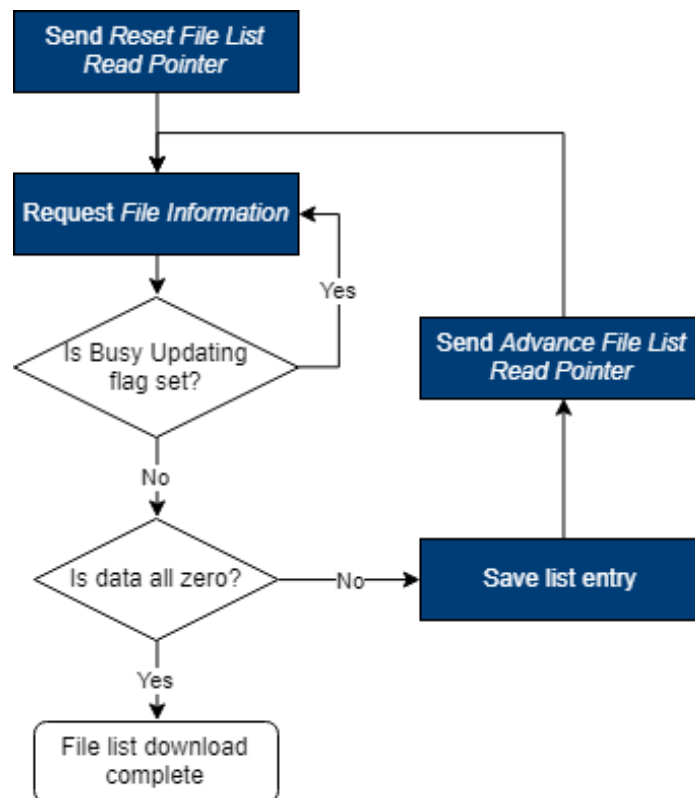 Send Reset File List
Read Pointer
Request File Information
Yes
Is Busy Updating
flag set?
Send Advance File List
Read Pointer
No
Is data all zero?
No
Save list entry
Yes
File list download
complete